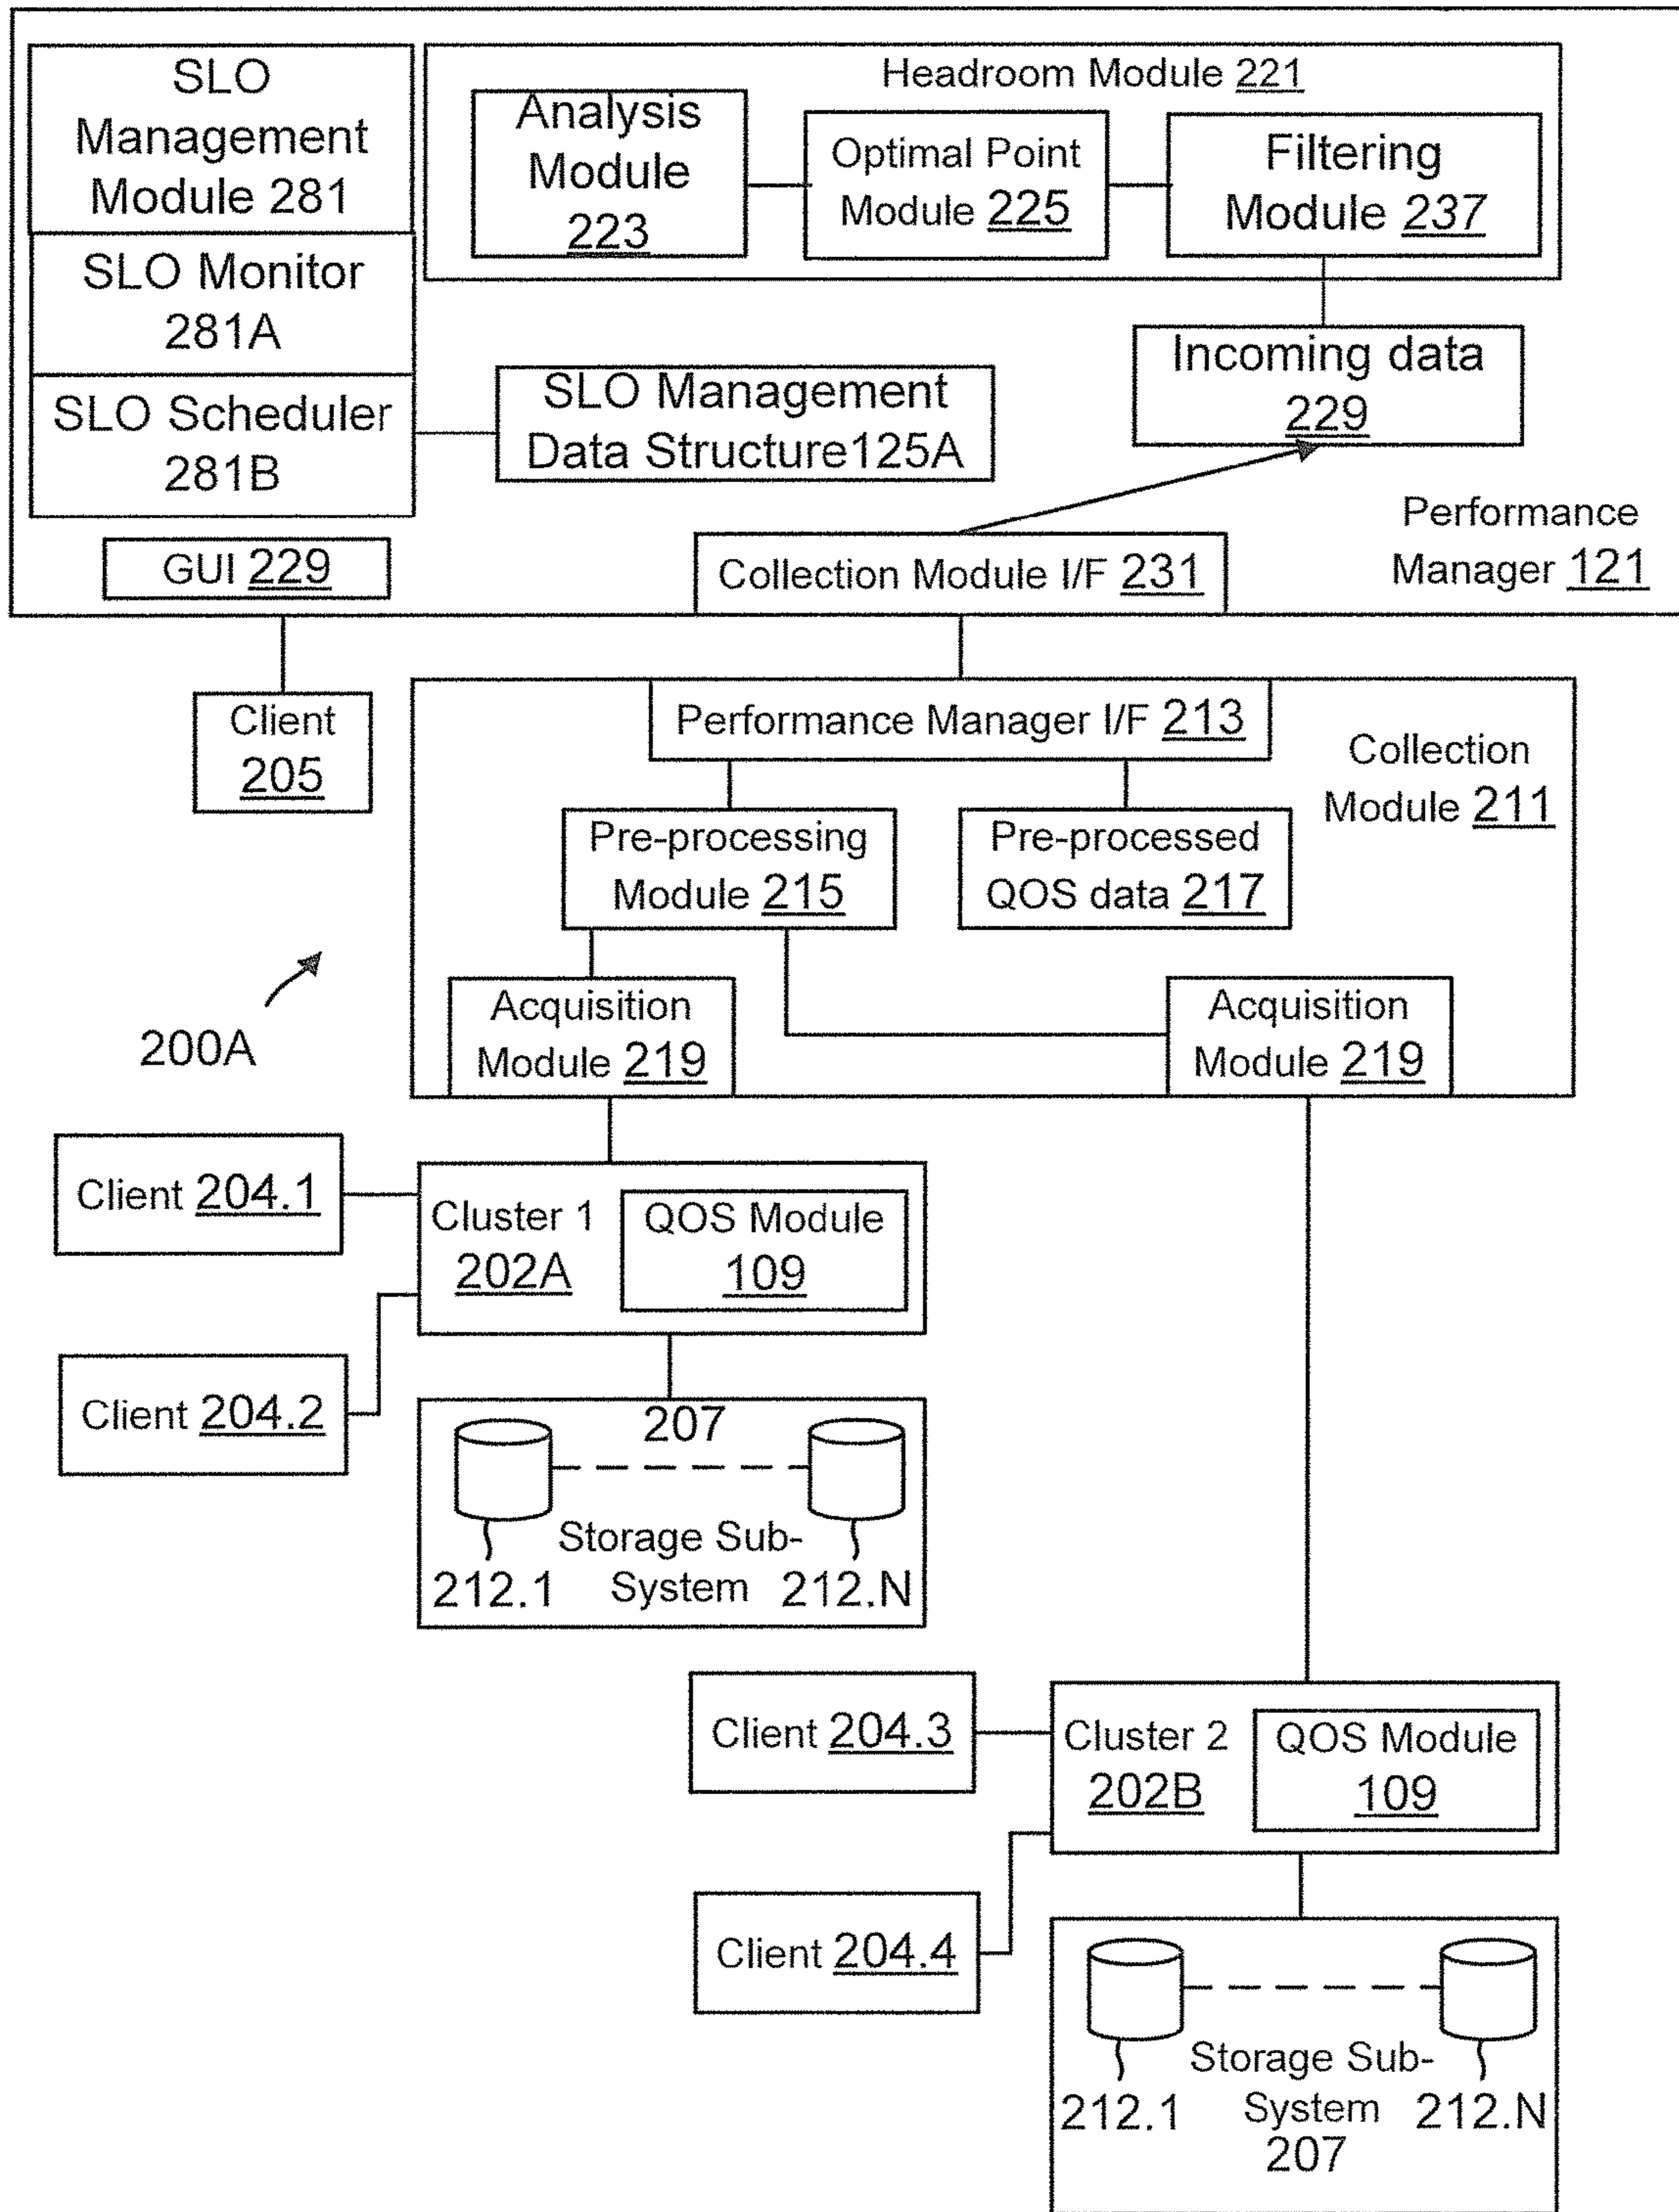 SLO
Management
Module 281
SLO Monitor
281A
SLO Scheduler
281B
Headroom Module 221
Analysis
Module
223
Optimal Point
Module 225
Filtering
Module 237
Incoming data
229
SLO Management
Data Structure125A
GUI 229
Collection Module I/F 231
Performance
Manager 121
Client
205
Performance Manager I/F 213
Collection
Module 211
Pre-processing
Module 215
Pre-processed
QOS data 217
200A
Acquisition
Module 219
Acquisition
Module 219
Client 204.1
Cluster 1
202A
QOS Module
109
Client 204.2
207
Storage Sub-
System
212.1
212.N
Client 204.3
Cluster 2
202B
QOS Module
109
Client 204.4
Storage Sub-
System
207
212.1
212.N